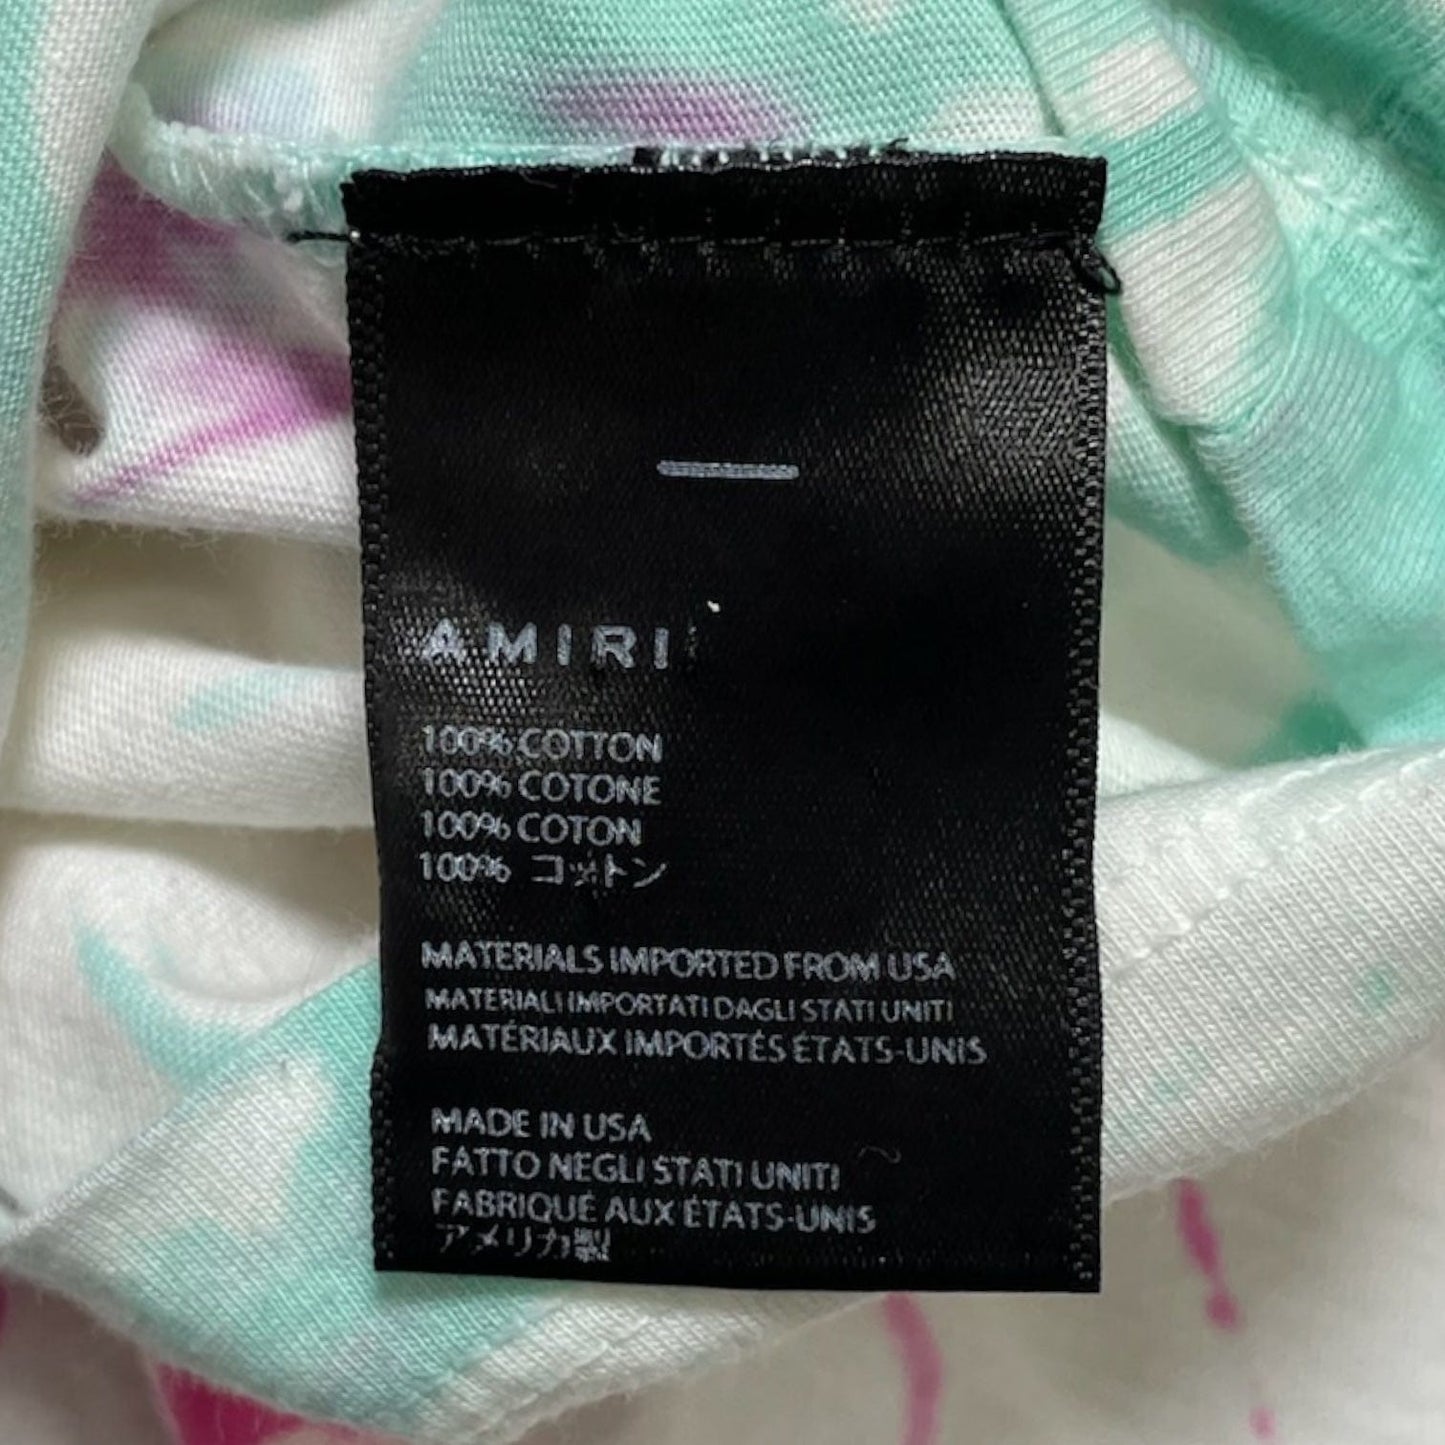 AMIRI
100% COTTON
100% COTONE
100% COTON
100% コットン
MATERIALS IMPORTED FROM USA
MATERIALI IMPORTATI DAGLI STATI UNITI
MATÉRIAUX IMPORTÉS ÉTATS-UNIS
MADE IN USA
FATTO NEGLI STATI UNITI
FABRIQUÉ AUX ÉTATS-UNIS
アメリカ製